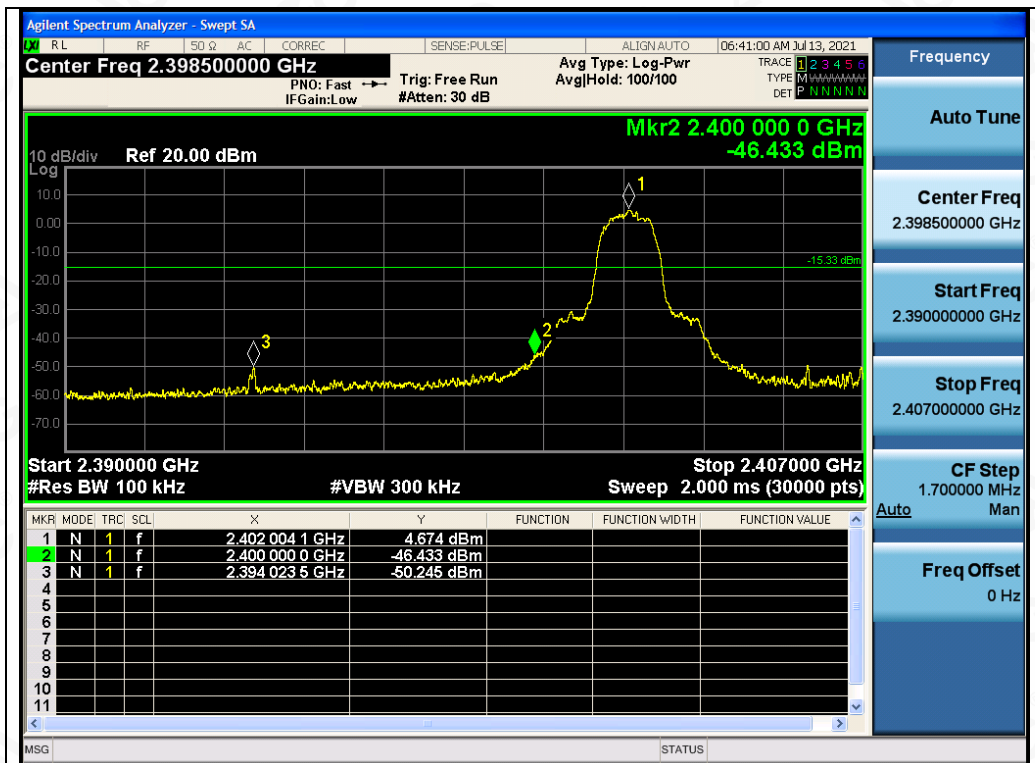 Agilent Spectrum Analyzer - Swept SA
LXI RL RF 50 Ω AC CORREC SENSE:PULSE ALIGN AUTO 06:41:00 AM Jul 13, 2021
Center Freq 2.398500000 GHz
PNO: Fast
IFGain:Low
Trig: Free Run
#Atten: 30 dB
Avg Type: Log-Pwr
Avg|Hold: 100/100
TRACE 1 2 3 4 5 6
TYPE M WWWWW
DET P N N N N N
Mkr2 2.400 000 0 GHz
-46.433 dBm
10 dB/div Ref 20.00 dBm
Log
10.0
0.00
-10.0
-20.0
-30.0
-40.0
-50.0
-60.0
-70.0
1
-15.33 dBm
2
3
Start 2.390000 GHz Stop 2.407000 GHz
#Res BW 100 kHz #VBW 300 kHz Sweep 2.000 ms (30000 pts)
MKR MODE TRC SCL X Y FUNCTION FUNCTION WIDTH FUNCTION VALUE
1 N 1 f 2.402 004 1 GHz 4.674 dBm
2 N 1 f 2.400 000 0 GHz -46.433 dBm
3 N 1 f 2.394 023 5 GHz -50.245 dBm
4
5
6
7
8
9
10
11
MSG STATUS
Frequency
Auto Tune
Center Freq
2.398500000 GHz
Start Freq
2.390000000 GHz
Stop Freq
2.407000000 GHz
CF Step
1.700000 MHz
Auto Man
Freq Offset
0 Hz